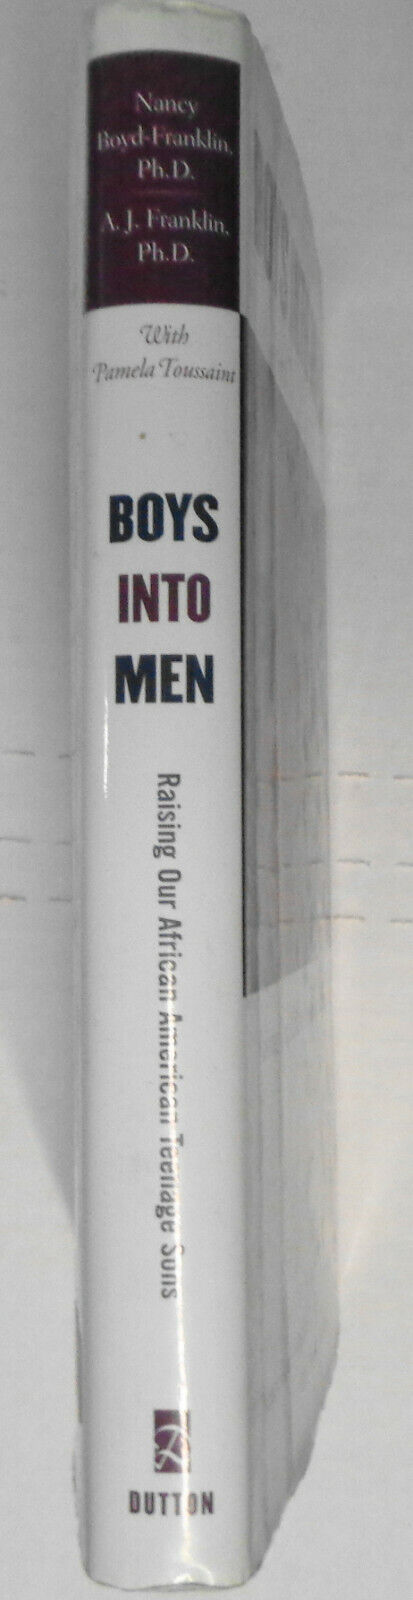 Nancy
Boyd-Franklin,
Ph.D.
A. J. Franklin,
Ph.D.
With
Pamela Toussaint
BOYS
INTO
MEN
Raising Our African American Teenage Sons
DUTTON